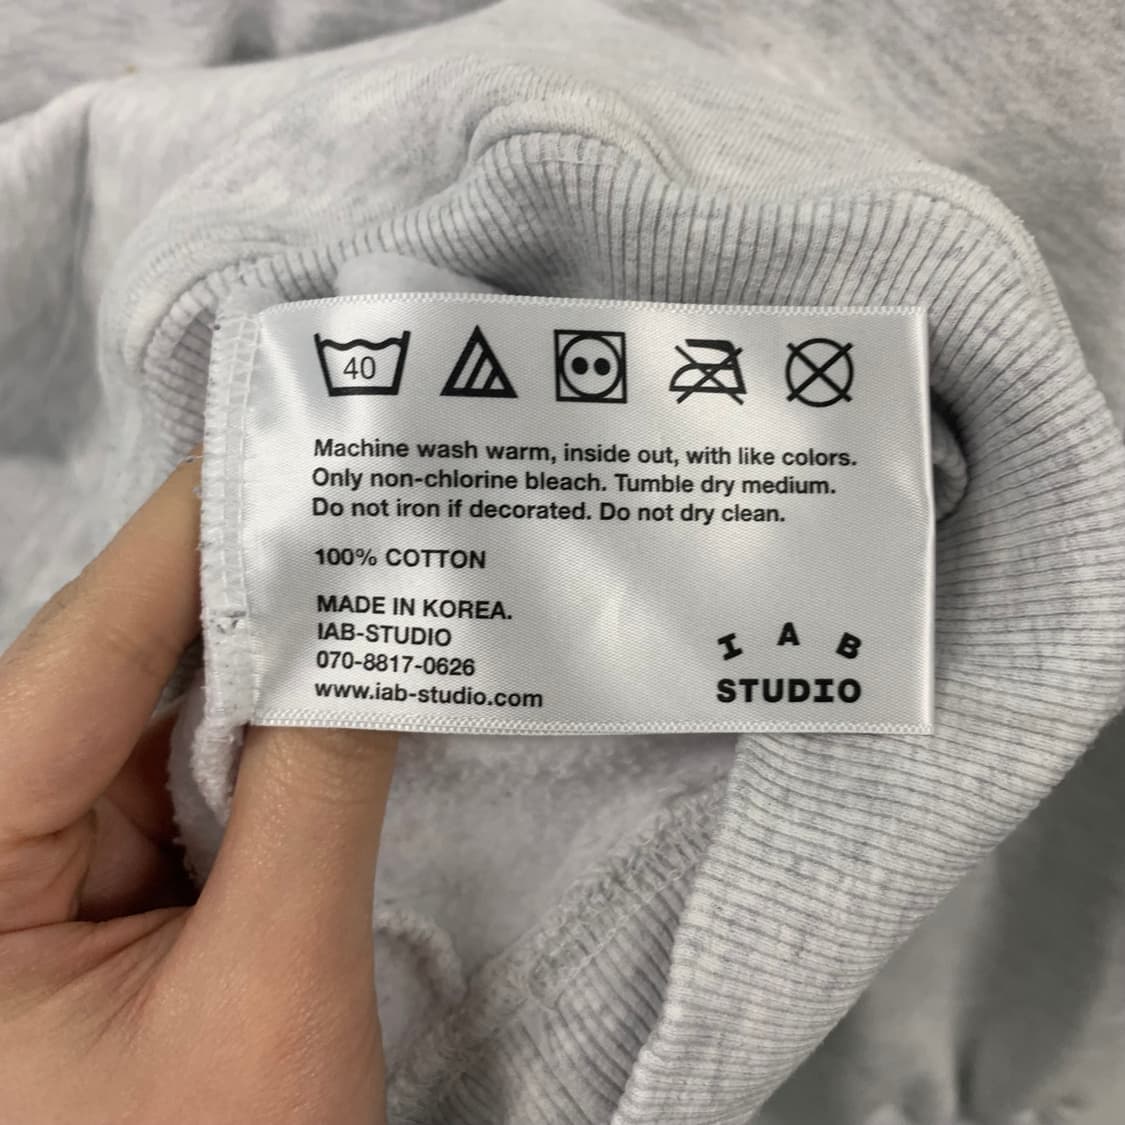 40
Machine wash warm, inside out, with like colors.
Only non-chlorine bleach. Tumble dry medium.
Do not iron if decorated. Do not dry clean.
100% COTTON
MADE IN KOREA.
IAB-STUDIO
070-8817-0626
www.iab-studio.com
I A B
STUDIO